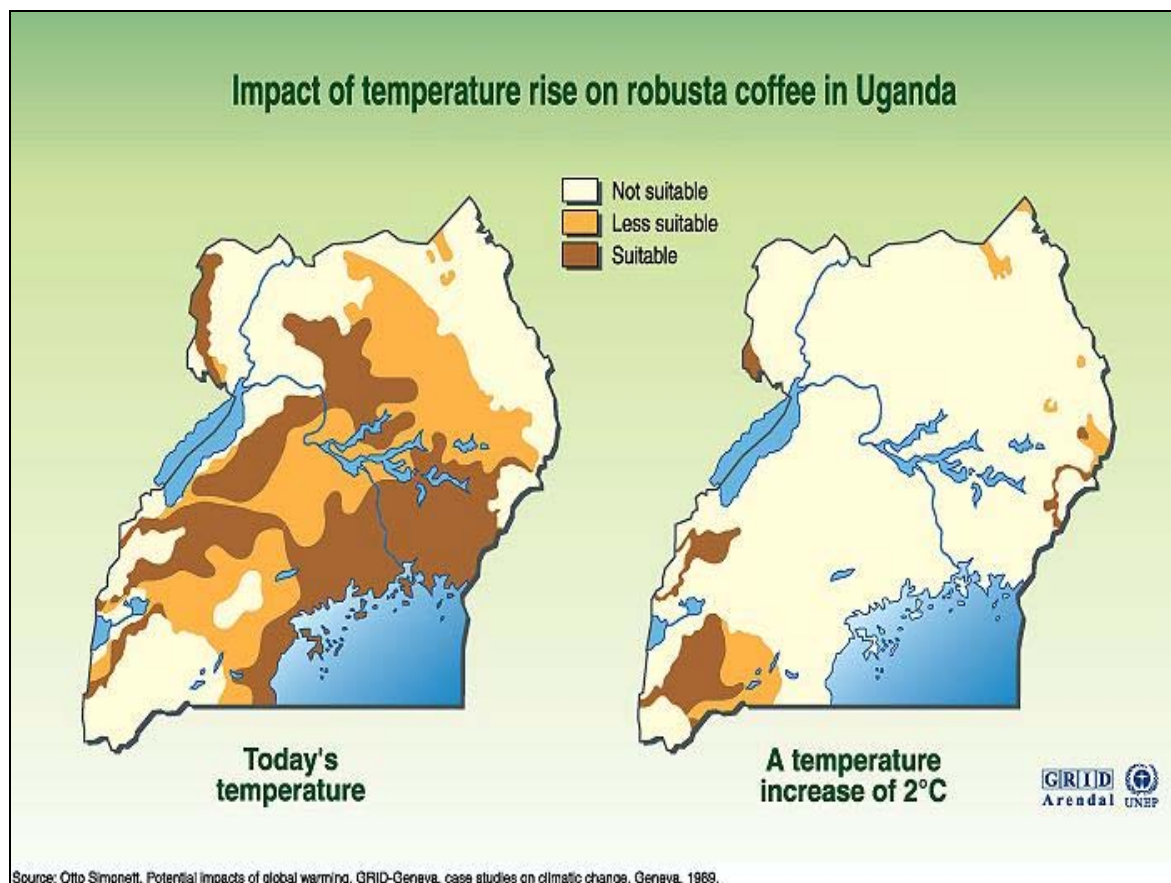 Impact of temperature rise on robusta coffee in Uganda
Not suitable
Less suitable
Suitable
Today's
temperature
A temperature
increase of 2°C
GRID
Arendal
UNEP
Source: Otto Simonett, Potential impacts of global warming, GRID-Geneva, case studies on climatic change, Geneva, 1989.